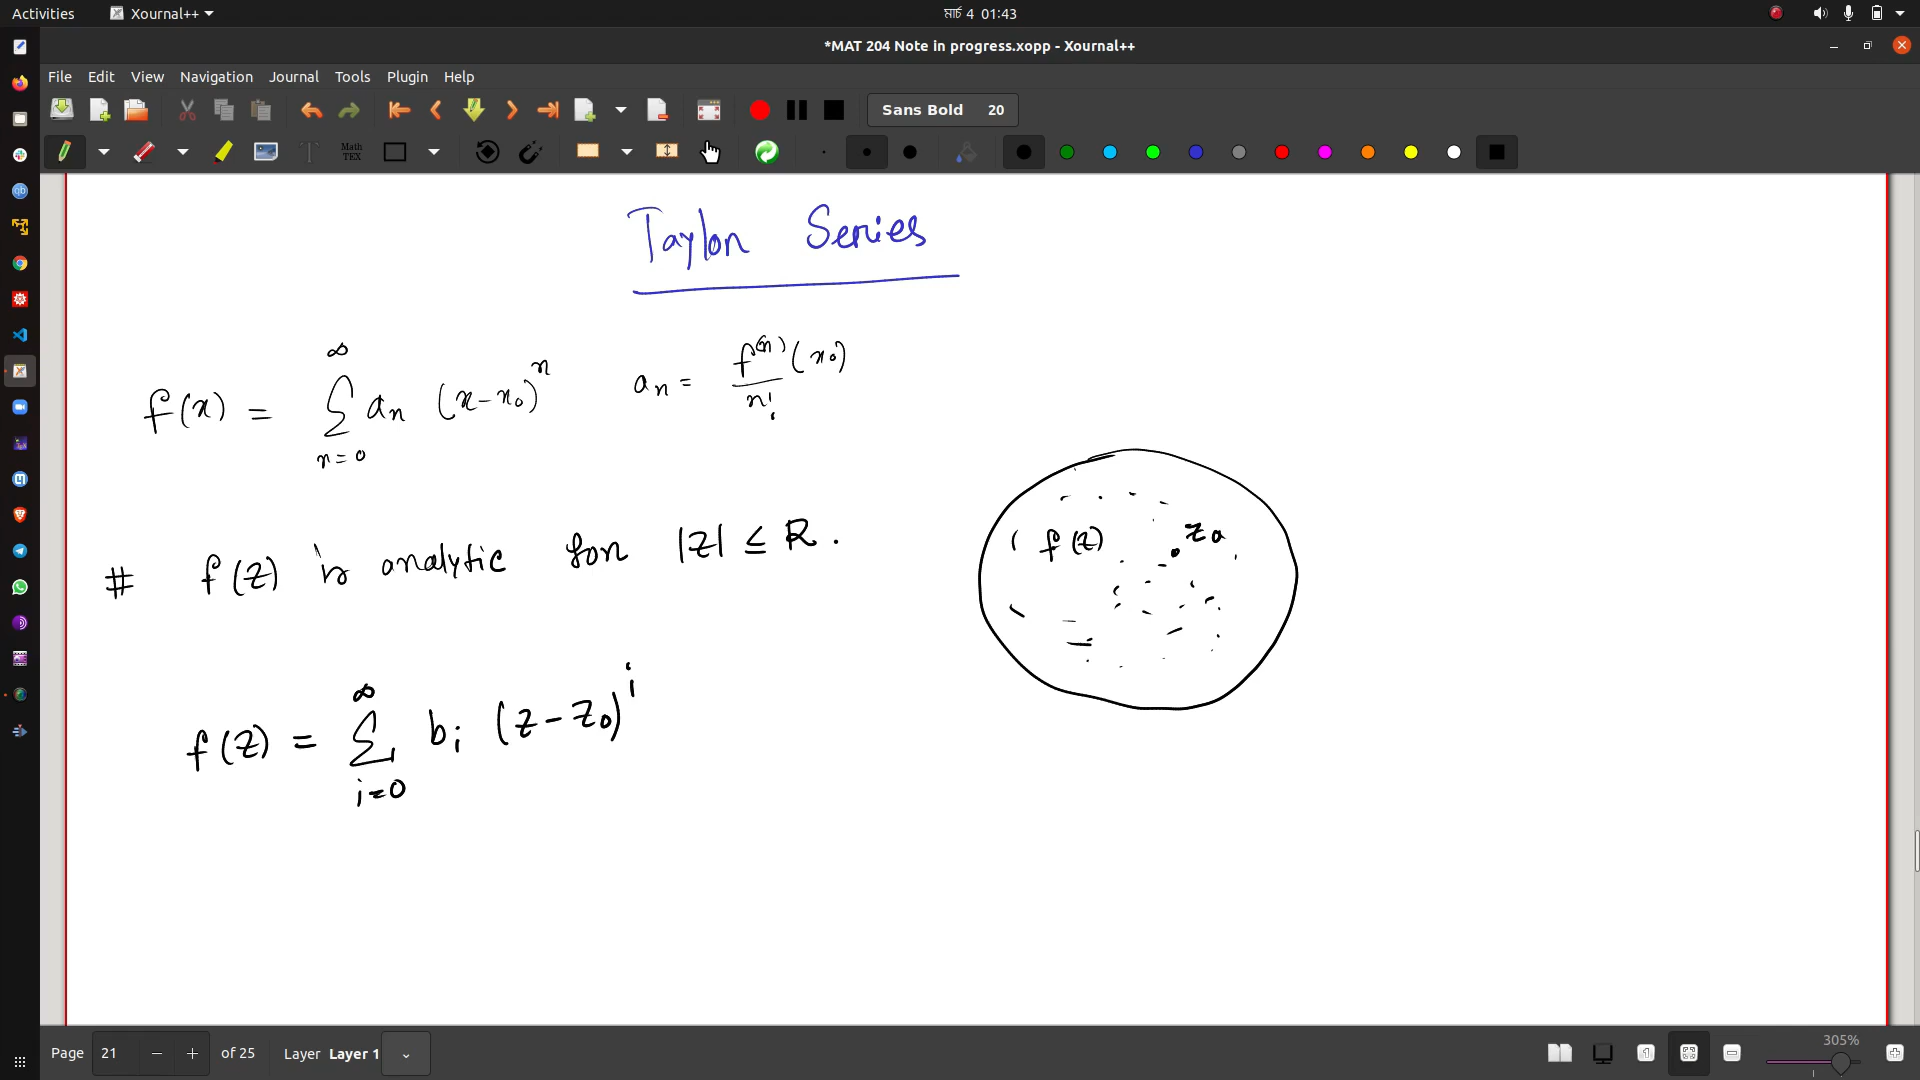 Activities Xournal++ মার্চ 4 01:43
*MAT 204 Note in progress.xopp - Xournal++
File Edit View Navigation Journal Tools Plugin Help
Sans Bold 20
Math TEX
Taylor Series
f(x) = ∑_{n=0}^{∞} a_n (x-x_0)^n a_n = f^{(n)}(x_0) / n!
# f(z) is analytic for |z| ≤ R.
f(z) z_0
f(z) = ∑_{i=0}^{∞} b_i (z-z_0)^i
Page 21 of 25 Layer Layer 1 305%